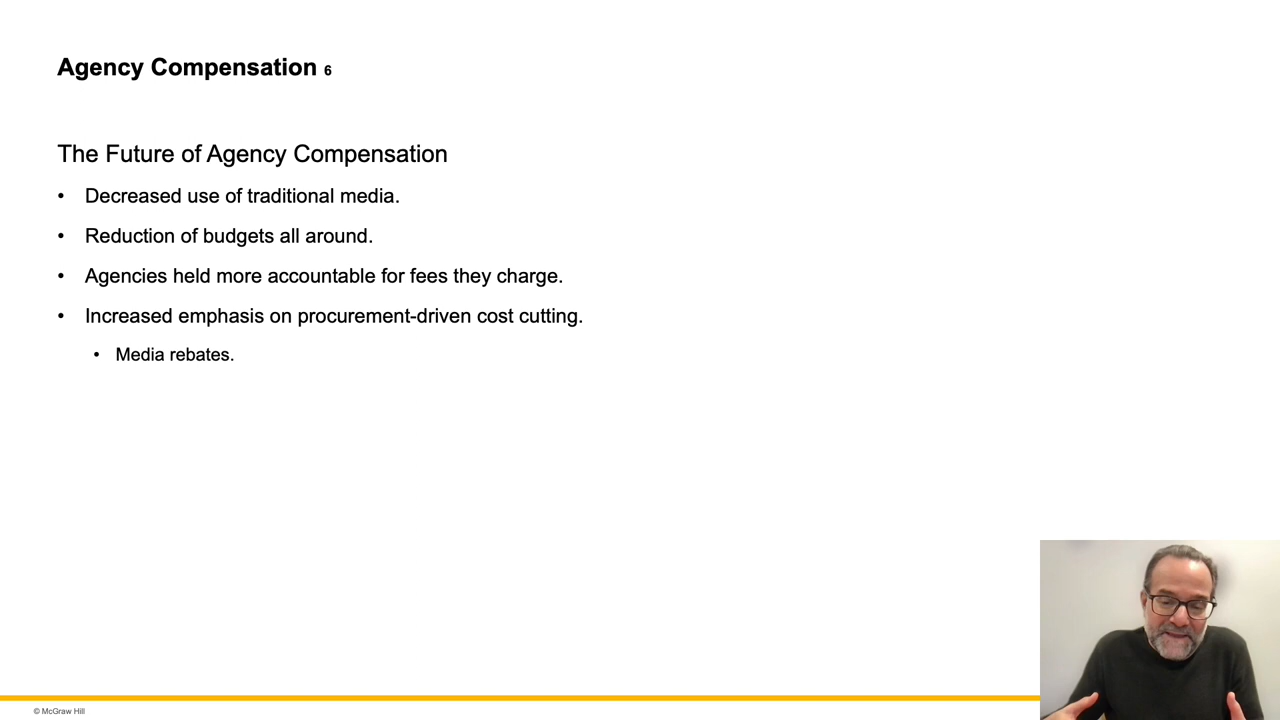 Agency Compensation 6
The Future of Agency Compensation
• Decreased use of traditional media.
• Reduction of budgets all around.
• Agencies held more accountable for fees they charge.
• Increased emphasis on procurement-driven cost cutting.
• Media rebates.
© McGraw Hill